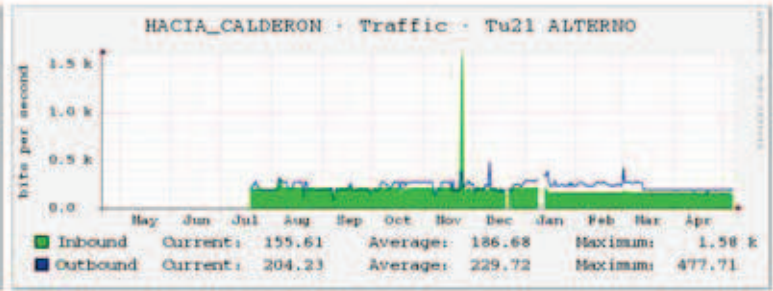 HACIA_CALDERON · Traffic · Tu21 ALTERNO
bits per second
1.5 k
1.0 k
0.5 k
0.0
May Jun Jul Aug Sep Oct Nov Dec Jan Feb Mar Apr
Inbound Current: 155.61 Average: 186.68 Maximum: 1.58 k
Outbound Current: 204.23 Average: 229.72 Maximum: 477.71